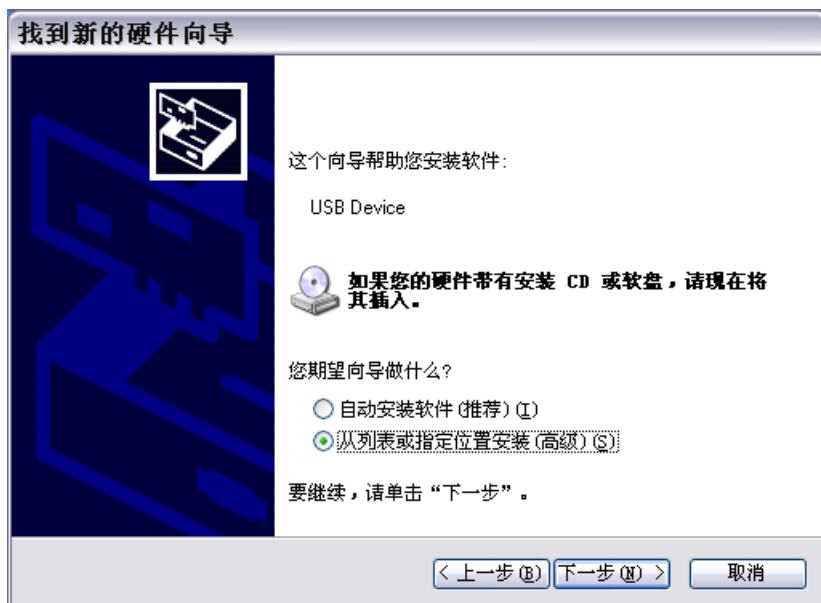 找到新的硬件向导
这个向导帮助您安装软件:
USB Device
如果您的硬件带有安装 CD 或软盘，请现在将
其插入。
您期望向导做什么?
自动安装软件(推荐)(I)
从列表或指定位置安装(高级)(S)
要继续，请单击“下一步”。
< 上一步(B) 下一步(N) > 取消